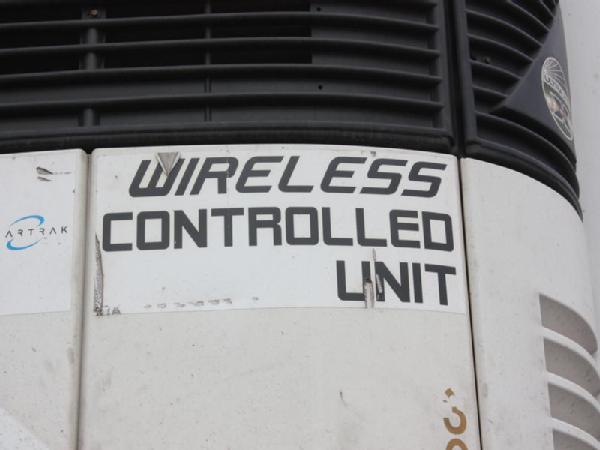 WIRELESS
CONTROLLED
UNIT
ARTRAK